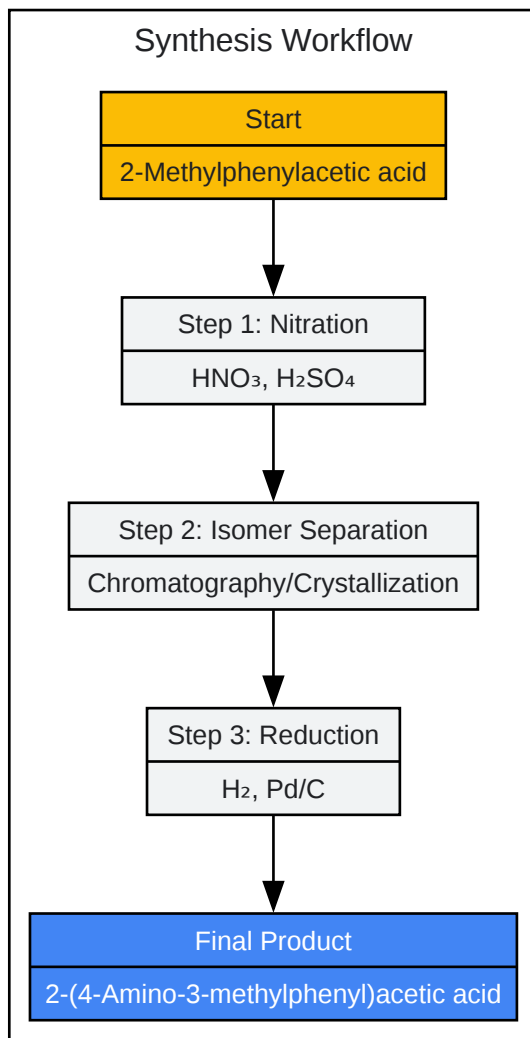 Synthesis Workflow
Start
2-Methylphenylacetic acid
Step 1: Nitration
HNO₃, H₂SO₄
Step 2: Isomer Separation
Chromatography/Crystallization
Step 3: Reduction
H₂, Pd/C
Final Product
2-(4-Amino-3-methylphenyl)acetic acid